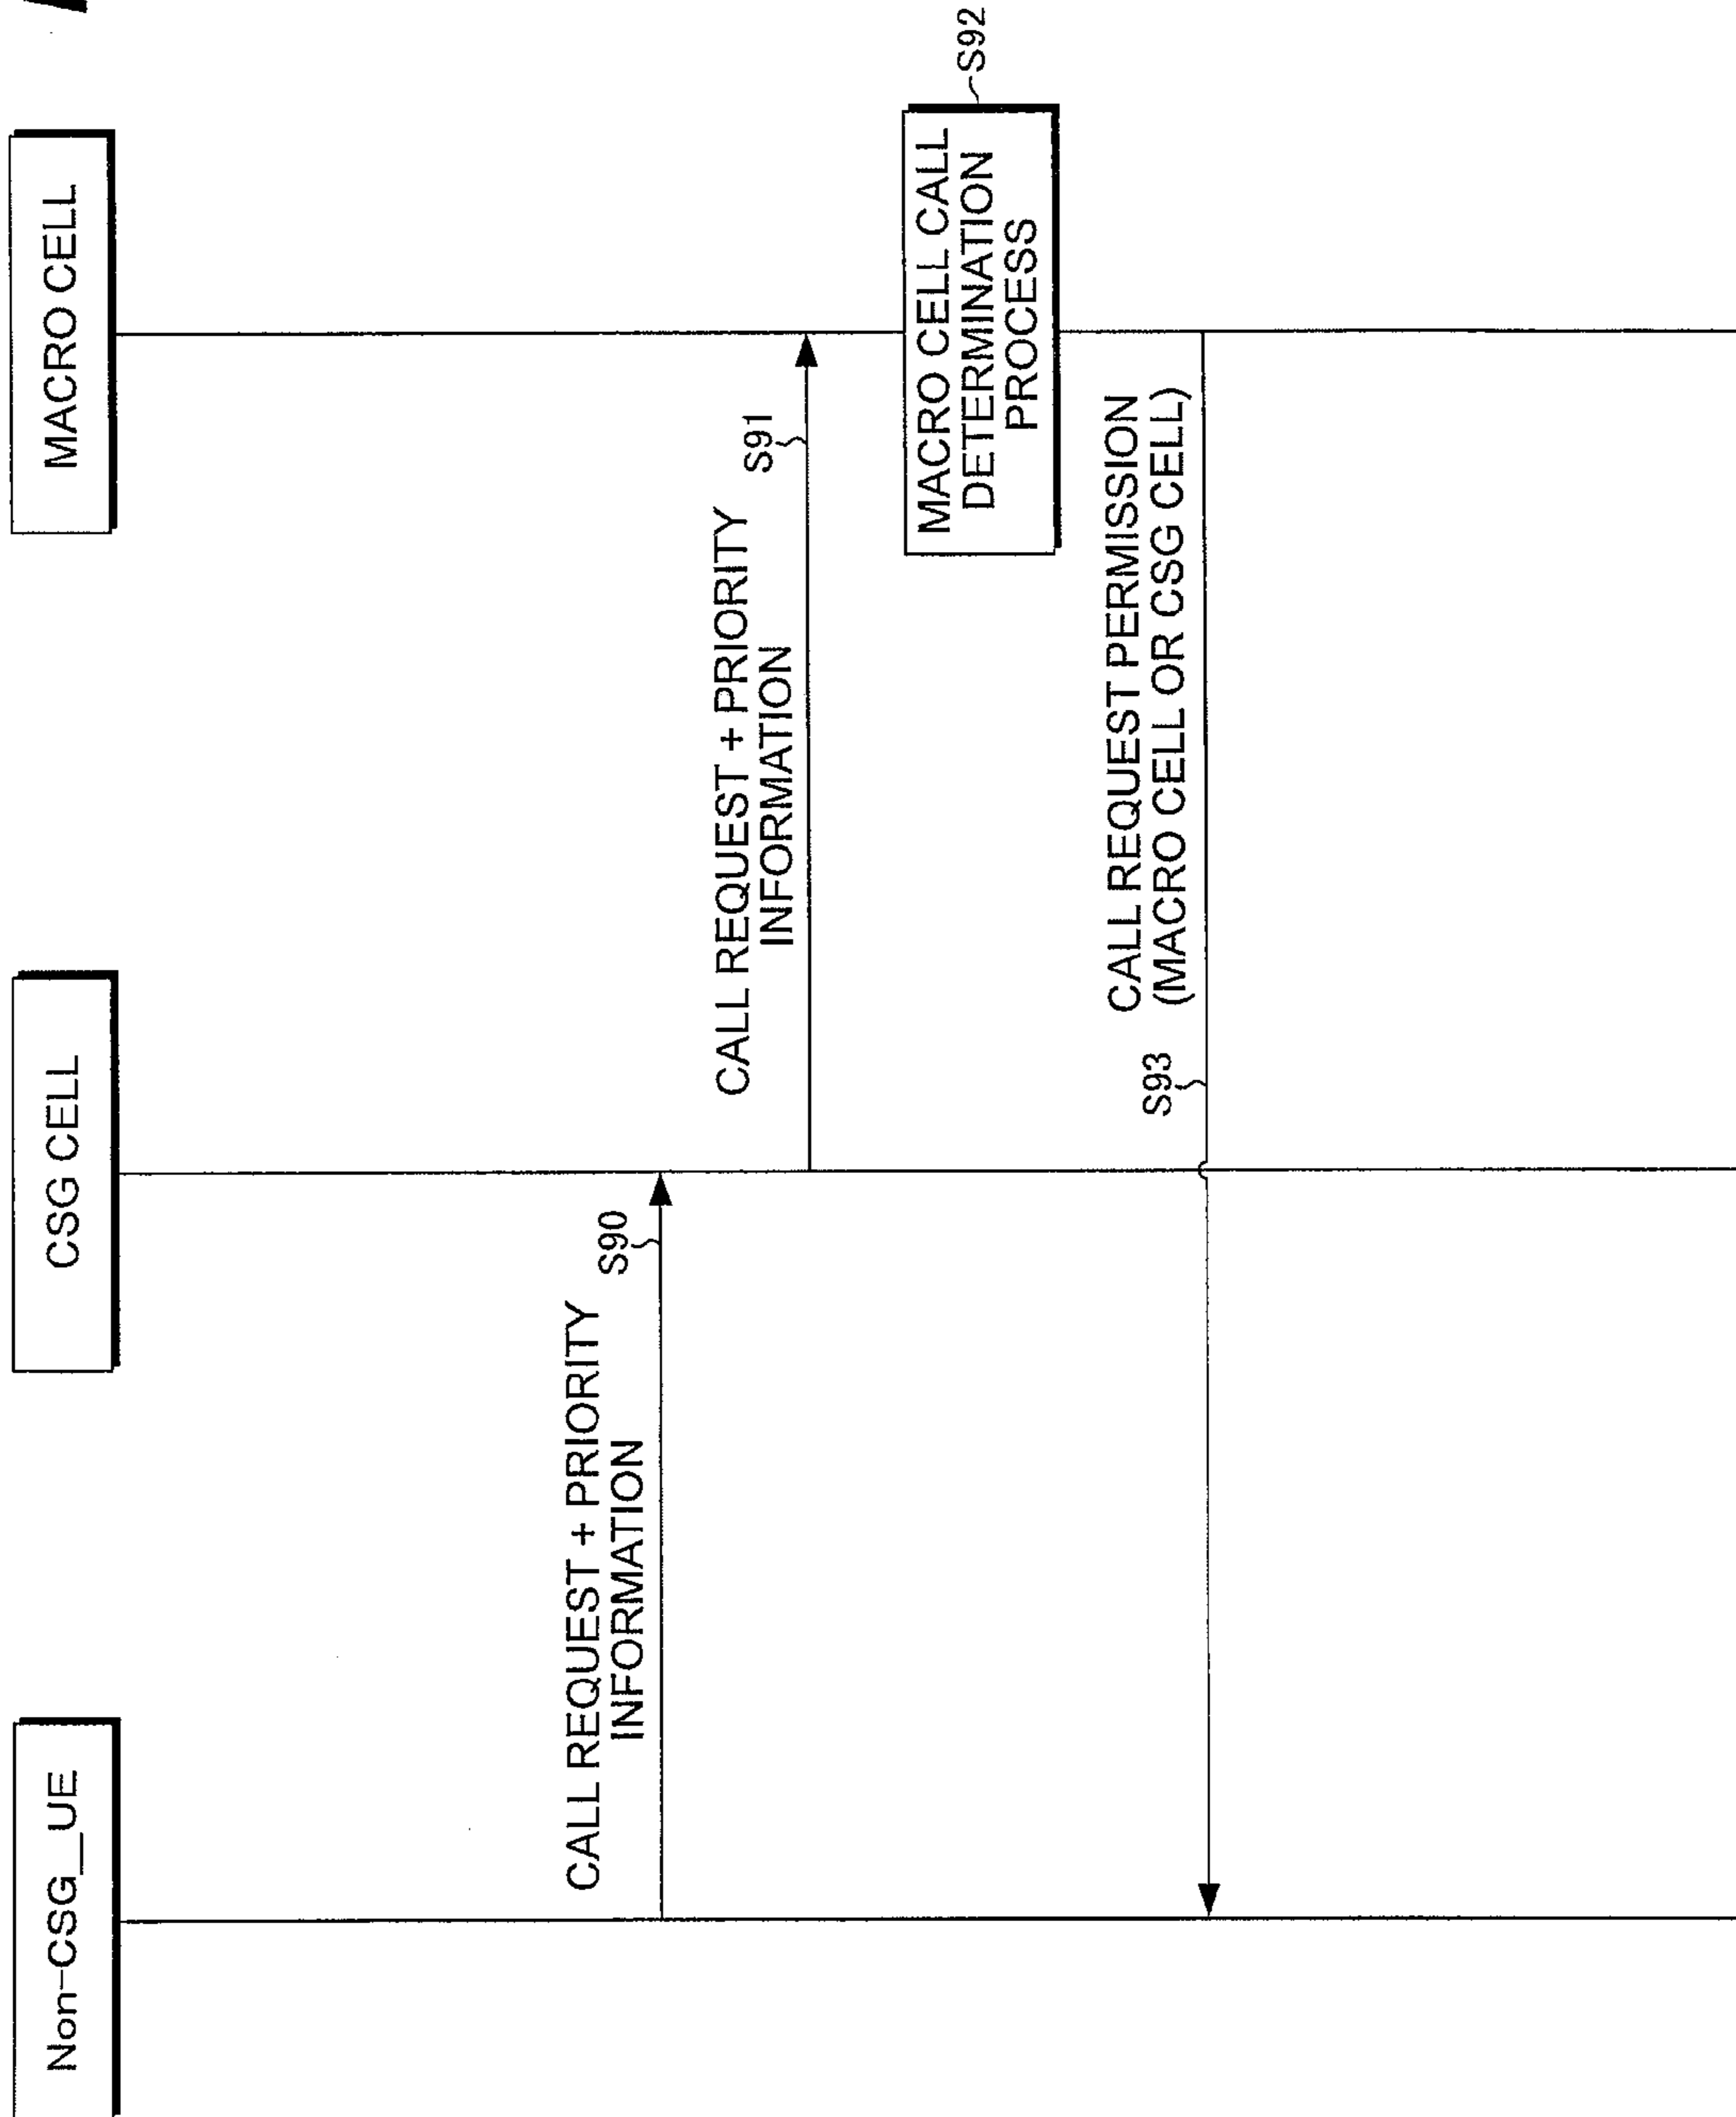 Non-CSG_UE
CSG CELL
MACRO CELL
CALL REQUEST + PRIORITY
INFORMATION
S90
CALL REQUEST + PRIORITY
INFORMATION
S91
MACRO CELL CALL
DETERMINATION
PROCESS
S92
CALL REQUEST PERMISSION
(MACRO CELL OR CSG CELL)
S93